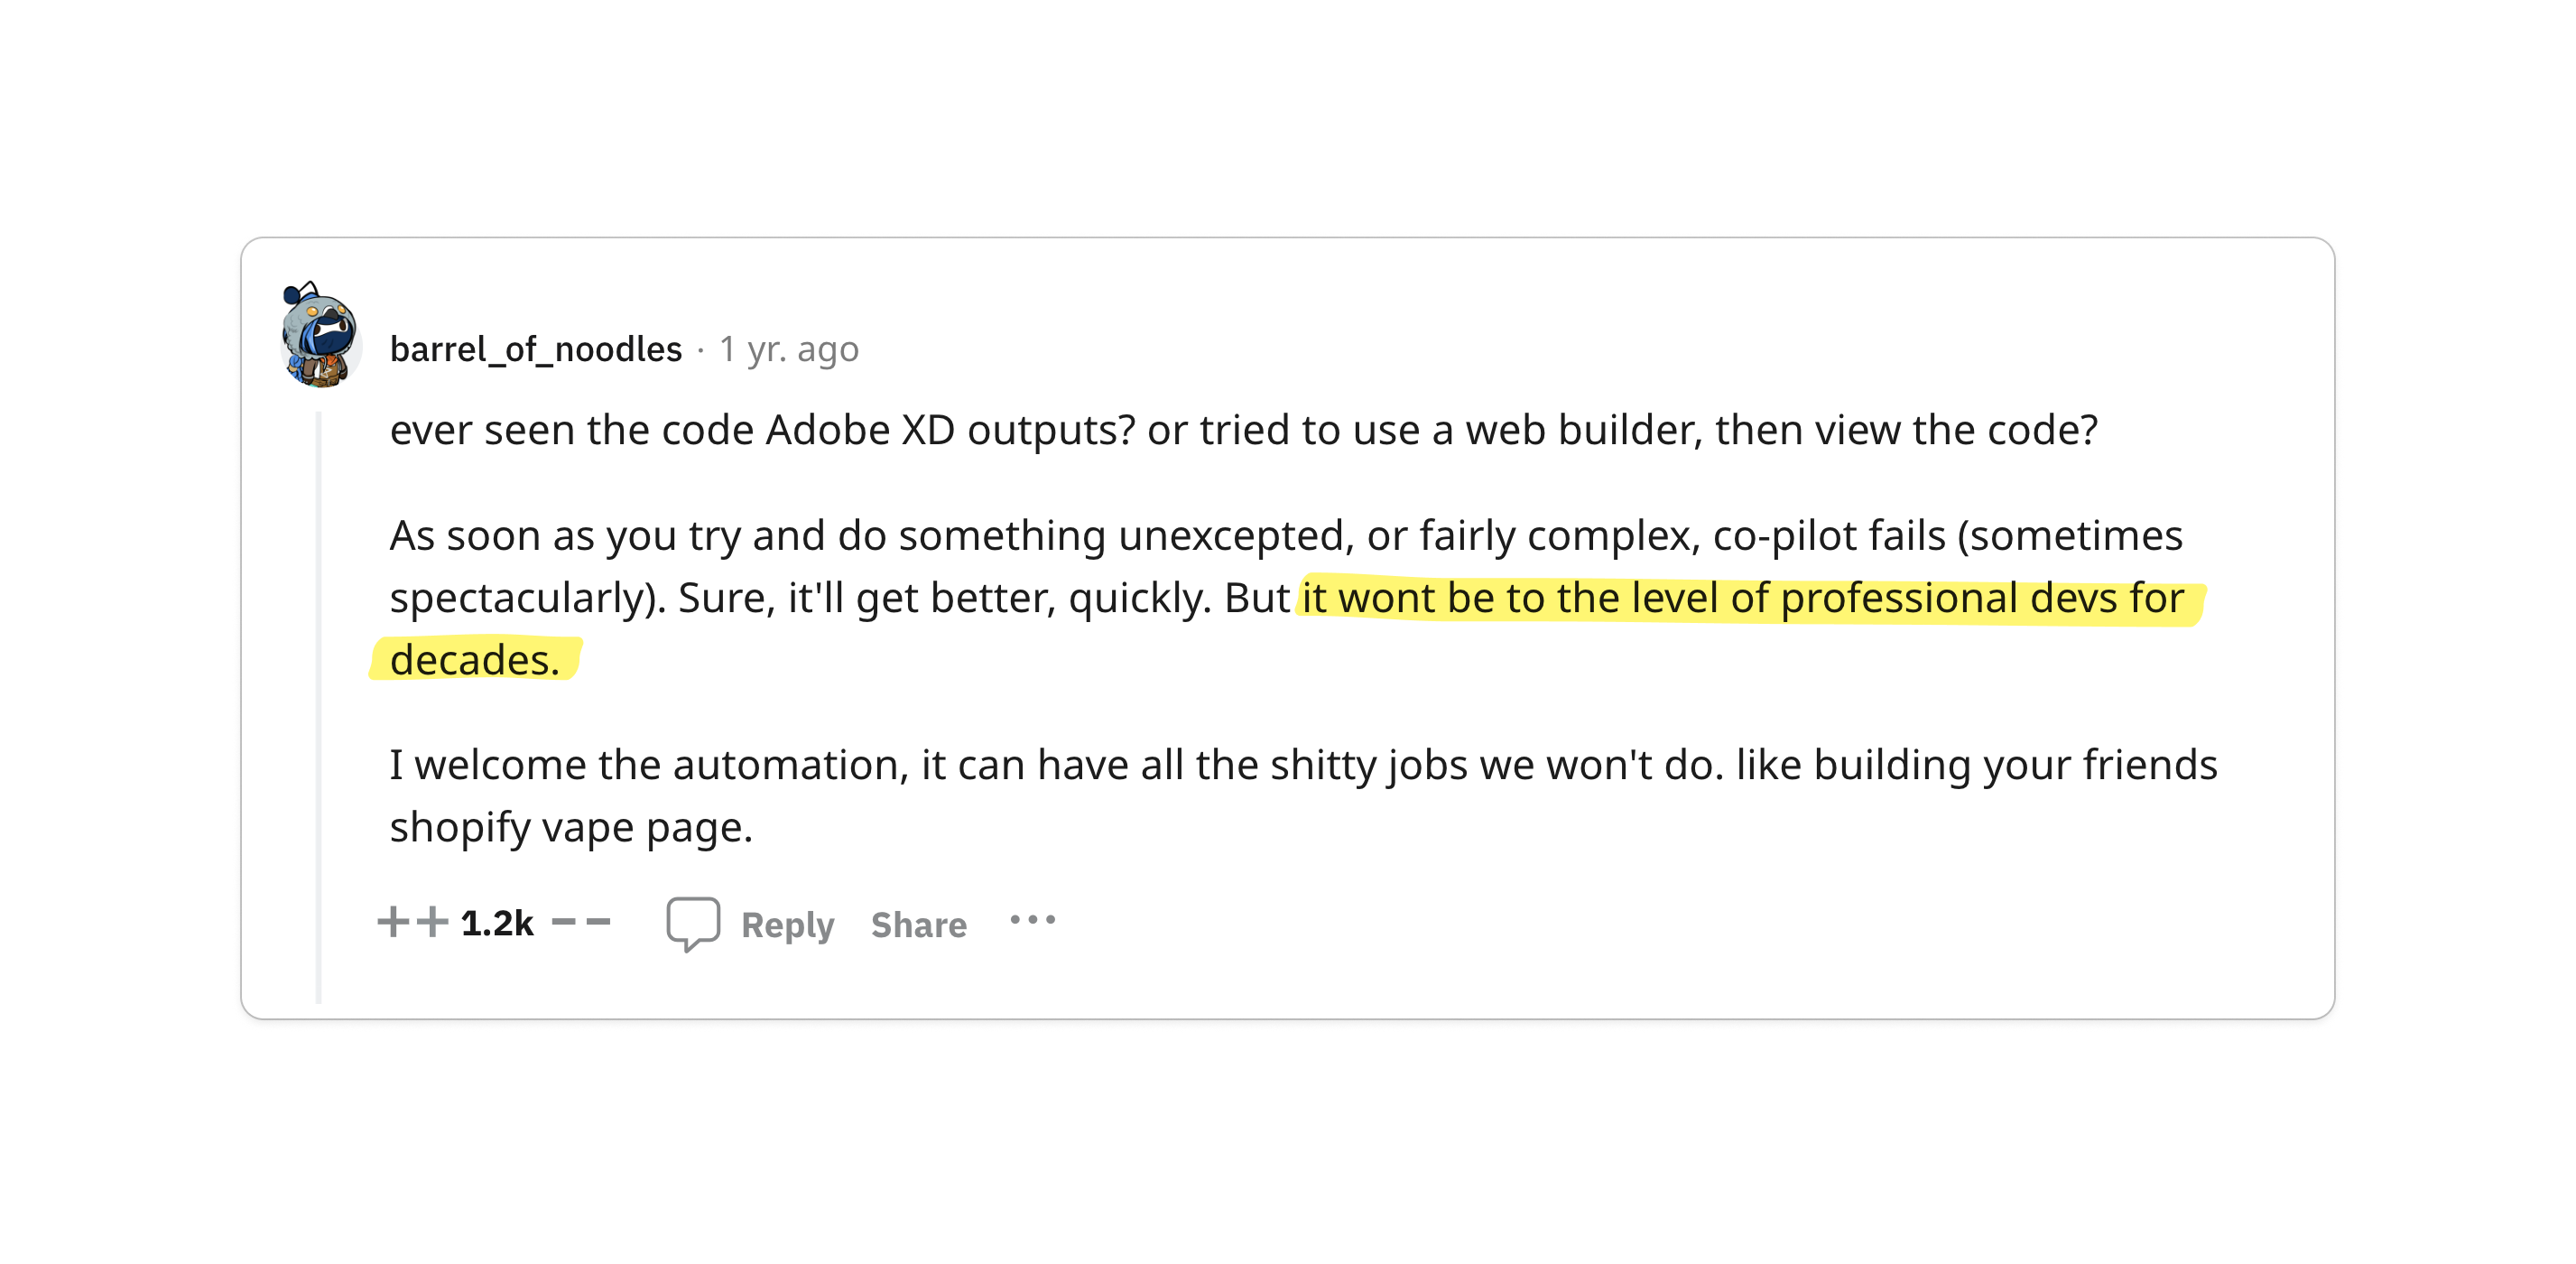 barrel_of_noodles · 1 yr. ago
ever seen the code Adobe XD outputs? or tried to use a web builder, then view the code?
As soon as you try and do something unexcepted, or fairly complex, co-pilot fails (sometimes
spectacularly). Sure, it'll get better, quickly. But it wont be to the level of professional devs for
decades.
I welcome the automation, it can have all the shitty jobs we won't do. like building your friends
shopify vape page.
++ 1.2k −− Reply Share ···